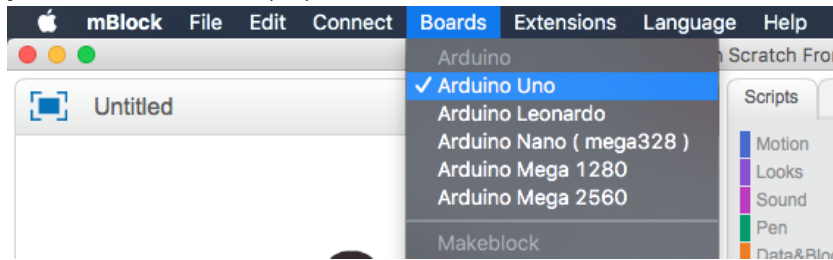 mBlock File Edit Connect Boards Extensions Language Help
Arduino
Scratch Fro
Untitled
✓ Arduino Uno
Arduino Leonardo
Arduino Nano ( mega328 )
Arduino Mega 1280
Arduino Mega 2560
Makeblock
Scripts
Motion
Looks
Sound
Pen
Data&Blo